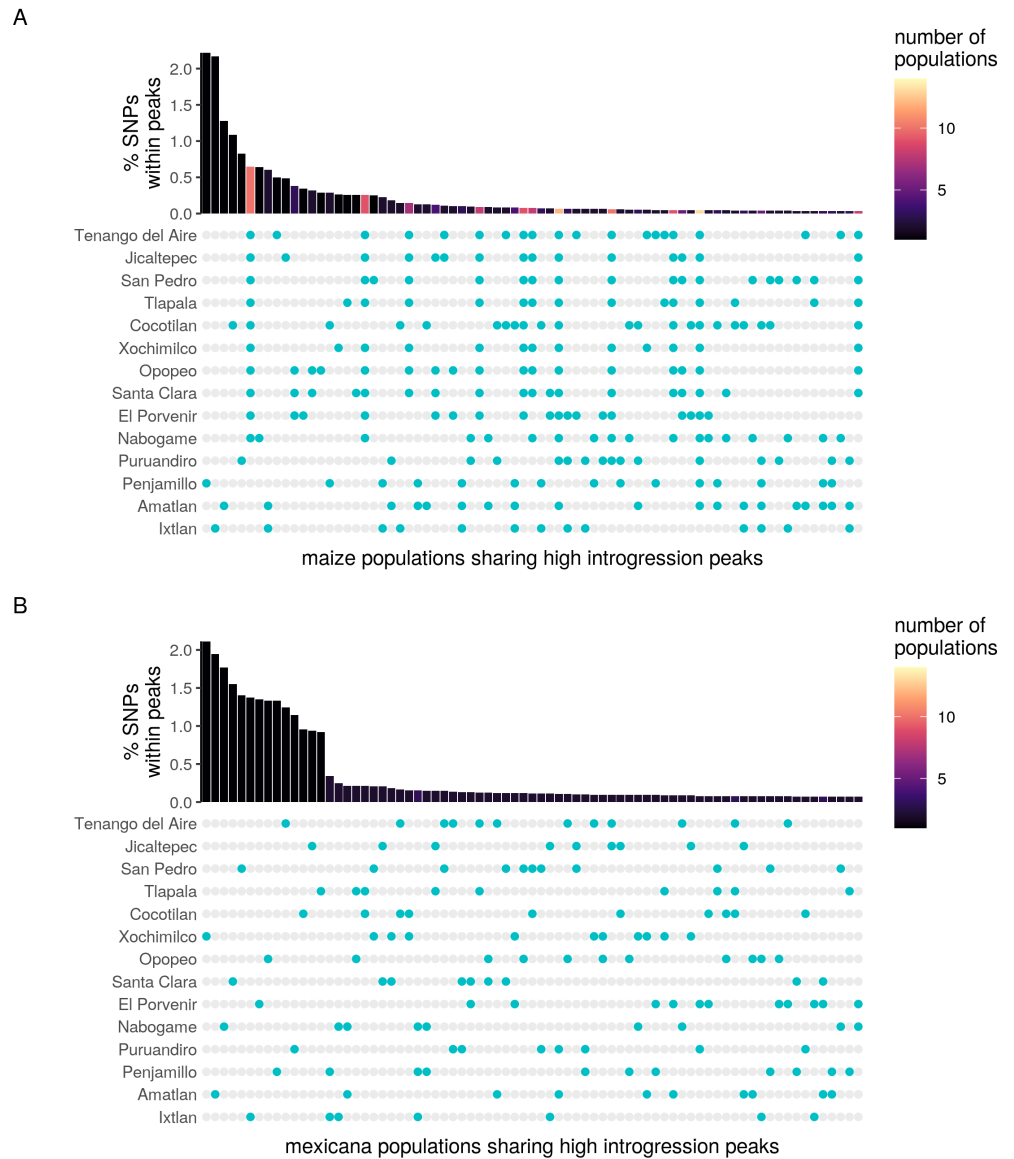 A
number of
populations
10
5
% SNPs
within peaks
2.0
1.5
1.0
0.5
0.0
Tenango del Aire
Jicaltepec
San Pedro
Tlapala
Cocotilan
Xochimilco
Opopeo
Santa Clara
El Porvenir
Nabogame
Puruandiro
Penjamillo
Amatlan
Ixtlan
maize populations sharing high introgression peaks
B
number of
populations
10
5
% SNPs
within peaks
2.0
1.5
1.0
0.5
0.0
Tenango del Aire
Jicaltepec
San Pedro
Tlapala
Cocotilan
Xochimilco
Opopeo
Santa Clara
El Porvenir
Nabogame
Puruandiro
Penjamillo
Amatlan
Ixtlan
mexicana populations sharing high introgression peaks